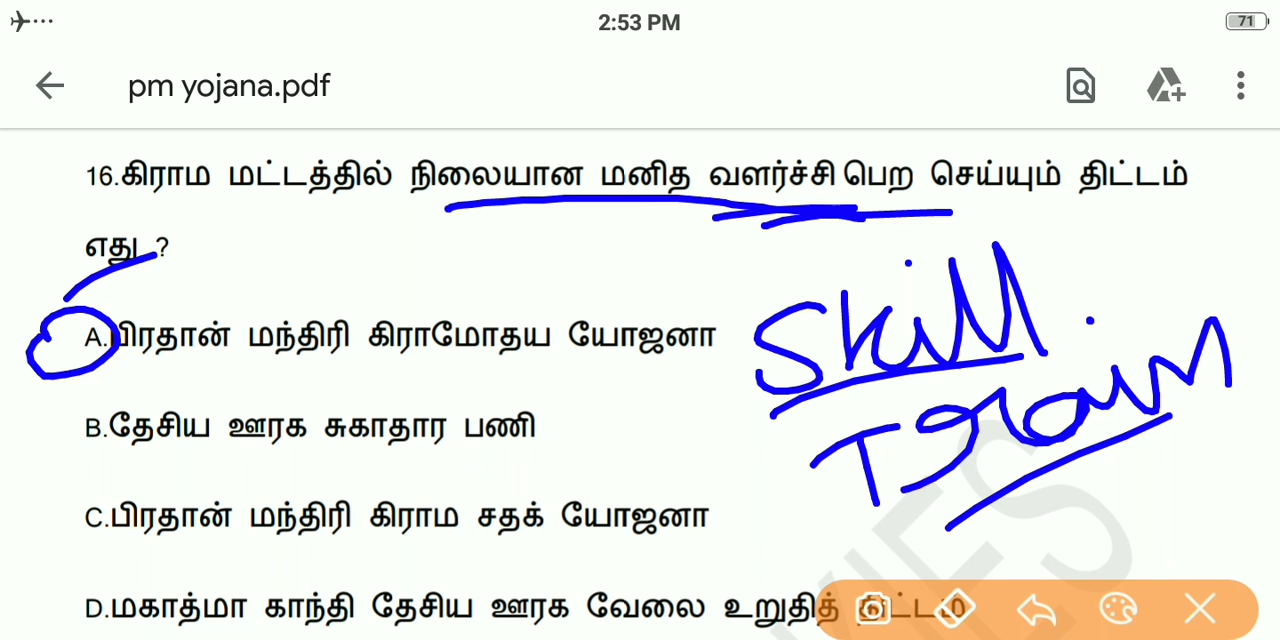 2:53 PM
71
pm yojana.pdf
16.கிராம மட்டத்தில் நிலையான மனித வளர்ச்சி பெற செய்யும் திட்டம்
எது ?
A.பிரதான் மந்திரி கிராமோதய யோஜனா
Skill
B.தேசிய ஊரக சுகாதார பணி
Train
C.பிரதான் மந்திரி கிராம சதக் யோஜனா
D.மகாத்மா காந்தி தேசிய ஊரக வேலை உறுதித் திட்டம்